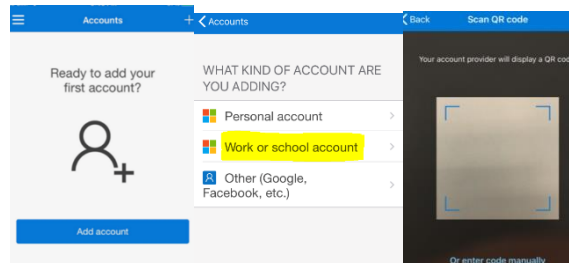 Accounts
Ready to add your
first account?
Add account
Accounts
WHAT KIND OF ACCOUNT ARE
YOU ADDING?
Personal account
Work or school account
Other (Google,
Facebook, etc.)
Back
Scan QR code
Your account provider will display a QR cod
Or enter code manually